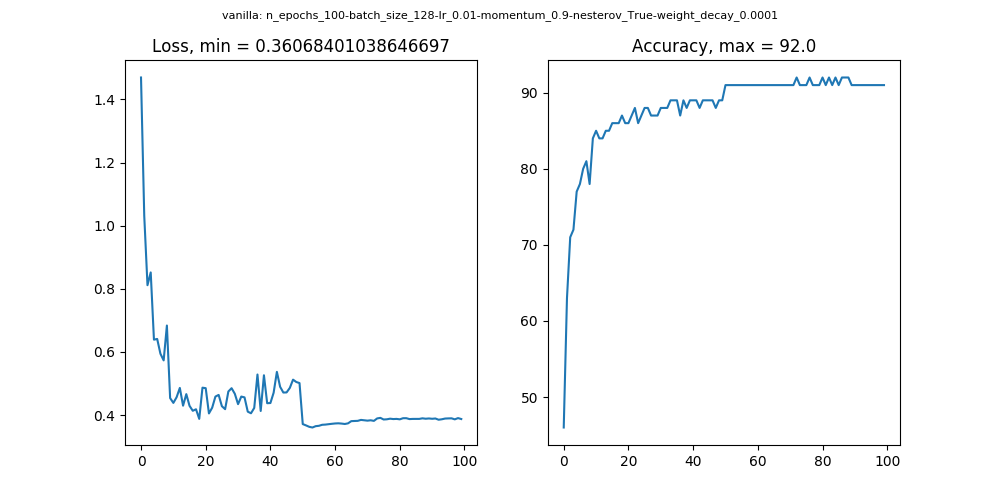 vanilla: n_epochs_100-batch_size_128-lr_0.01-momentum_0.9-nesterov_True-weight_decay_0.0001
Loss, min = 0.36068401038646697
Accuracy, max = 92.0
1.4
1.2
1.0
0.8
0.6
0.4
0 20 40 60 80 100
90
80
70
60
50
0 20 40 60 80 100